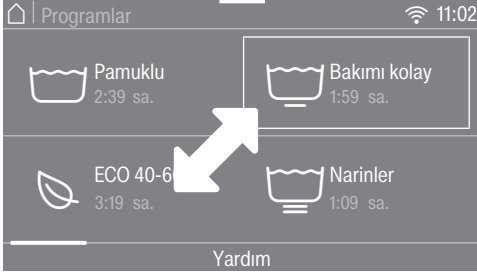 Programlar 11:02
Pamuklu
2:39 sa.
Bakımı kolay
1:59 sa.
ECO 40-6
3:19 sa.
Narinler
1:09 sa.
Yardım